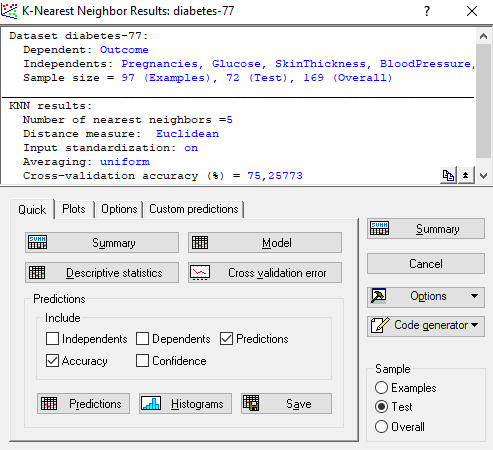 K-Nearest Neighbor Results: diabetes-77
? ×
Dataset diabetes-77:
Dependent: Outcome
Independents: Pregnancies, Glucose, SkinThickness, BloodPressure,
Sample size = 97 (Examples), 72 (Test), 169 (Overall)
KNN results:
Number of nearest neighbors =5
Distance measure: Euclidean
Input standardization: on
Averaging: uniform
Cross-validation accuracy (%) = 75,25773
Quick Plots Options Custom predictions
Summary Model
Descriptive statistics Cross validation error
Predictions
Include
Independents Dependents Predictions
Accuracy Confidence
Predictions Histograms Save
Summary
Cancel
Options
Code generator
Sample
Examples
Test
Overall